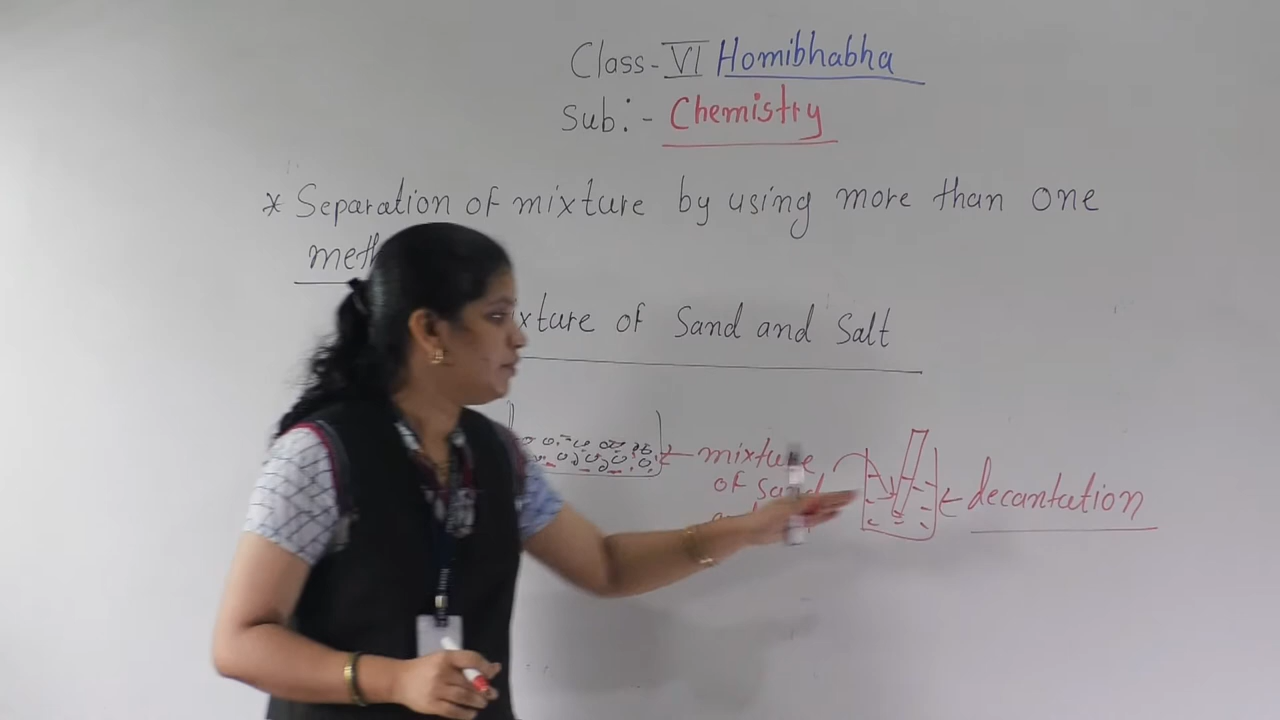 Class-VI Homibhabha
Sub:- Chemistry
* Separation of mixture by using more than one
meth
xture of Sand and Salt
mixture
of sand
decantation